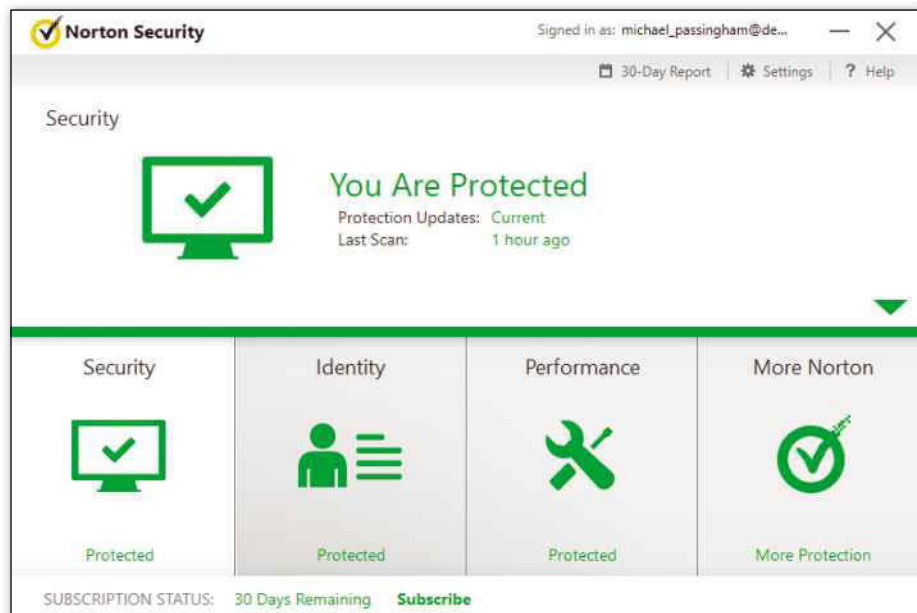 Norton Security
Signed in as: michael_passingham@de...
30-Day Report Settings ? Help
Security
You Are Protected
Protection Updates: Current
Last Scan: 1 hour ago
Security Identity Performance More Norton
Protected Protected Protected More Protection
SUBSCRIPTION STATUS: 30 Days Remaining Subscribe